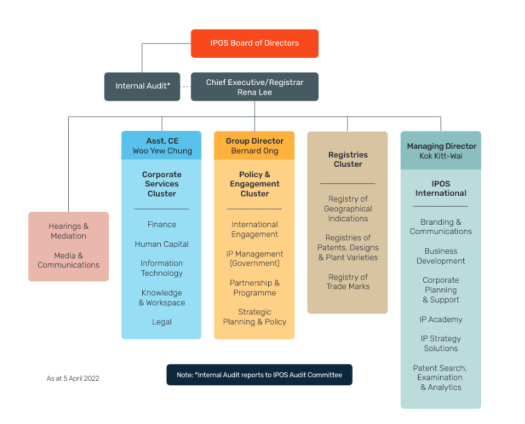 IPOS Board of Directors
Internal Audit*
Chief Executive/Registrar
Rena Lee
Hearings &
Mediation
Media &
Communications
Asst. CE
Woo Yew Chung
Corporate
Services
Cluster
Finance
Human Capital
Information
Technology
Knowledge
& Workspace
Legal
Group Director
Bernard Ong
Policy &
Engagement
Cluster
International
Engagement
IP Management
(Government)
Partnership &
Programme
Strategic
Planning & Policy
Registries
Cluster
Registry of
Geographical
Indications
Registries of
Patents, Designs
& Plant Varieties
Registry of
Trade Marks
Managing Director
Kok Kitt-Wai
IPOS
International
Branding &
Communications
Business
Development
Corporate
Planning
& Support
IP Academy
IP Strategy
Solutions
Patent Search,
Examination
& Analytics
As at 5 April 2022
Note: *Internal Audit reports to IPOS Audit Committee